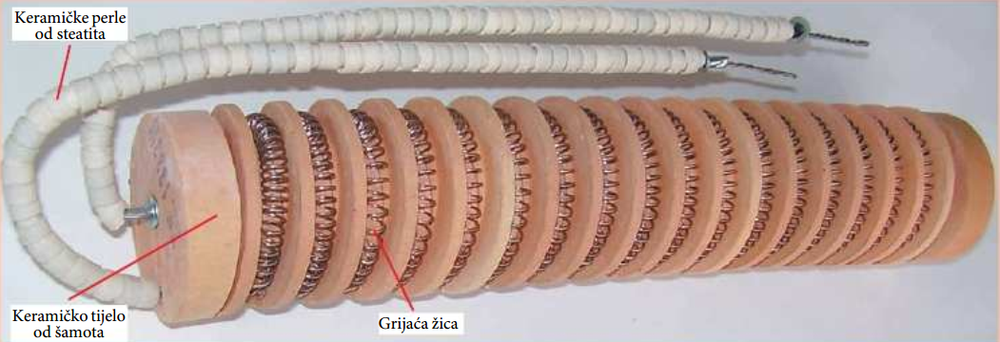 Keramičke perle
od steatita
Keramičko tijelo
od šamota
Grijaća žica